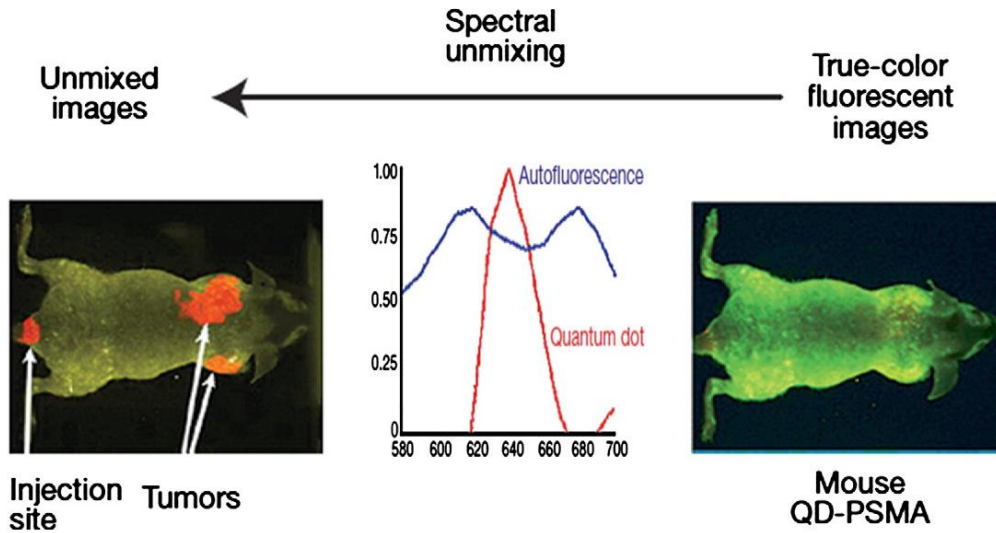 Spectral
unmixing
Unmixed
images
True-color
fluorescent
images
1.00
0.75
0.50
0.25
0
Autofluorescence
Quantum dot
580 600 620 640 660 680 700
Injection
site
Tumors
Mouse
QD-PSMA